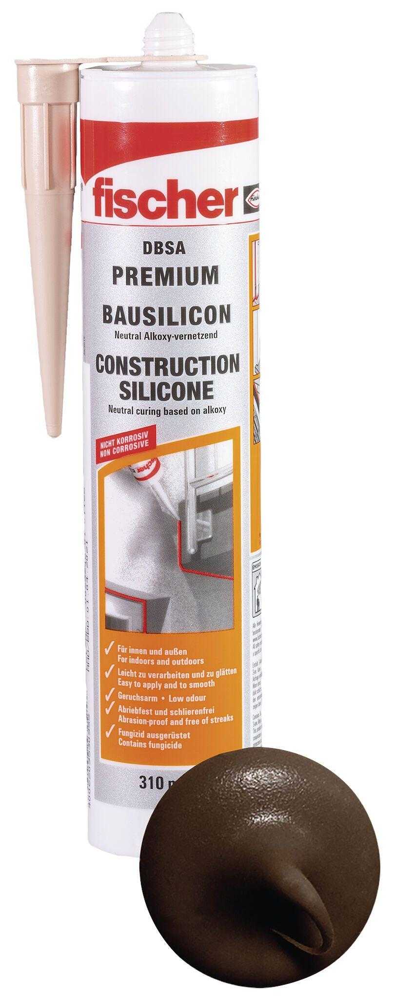 fischer
fischer
DBSA
PREMIUM
BAUSILICON
Neutral Alkoxy-vernetzend
CONSTRUCTION
SILICONE
Neutral curing based on alkoxy
NICHT KORROSIV
NON CORROSIVE
fischer
Für innen und außen
For indoors and outdoors
Leicht zu verarbeiten und zu glätten
Easy to apply and to smooth
Geruchsarm • Low odour
Abriebfest und schlierenfrei
Abrasion-proof and free of streaks
Fungizid ausgerüstet
Contains fungicide
310